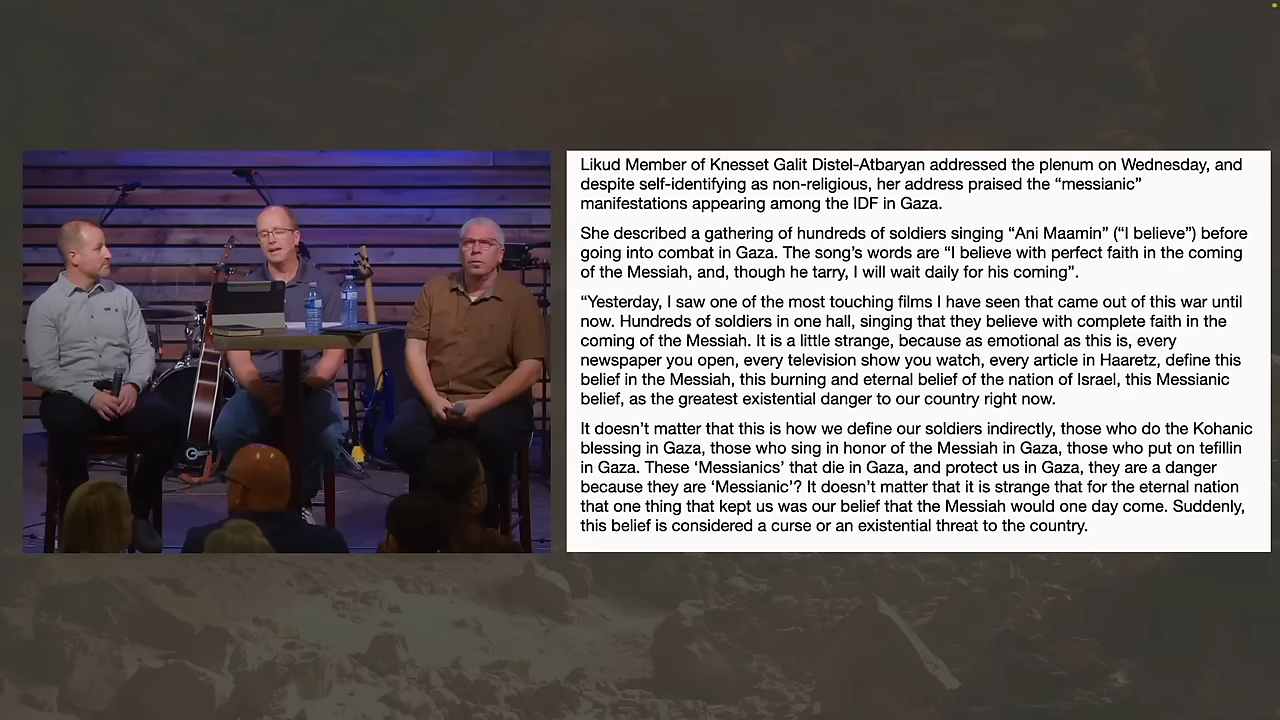 Likud Member of Knesset Galit Distel-Atbaryan addressed the plenum on Wednesday, and
despite self-identifying as non-religious, her address praised the “messianic”
manifestations appearing among the IDF in Gaza.
She described a gathering of hundreds of soldiers singing “Ani Maamin” (“I believe”) before
going into combat in Gaza. The song’s words are “I believe with perfect faith in the coming
of the Messiah, and, though he tarry, I will wait daily for his coming”.
“Yesterday, I saw one of the most touching films I have seen that came out of this war until
now. Hundreds of soldiers in one hall, singing that they believe with complete faith in the
coming of the Messiah. It is a little strange, because as emotional as this is, every
newspaper you open, every television show you watch, every article in Haaretz, define this
belief in the Messiah, this burning and eternal belief of the nation of Israel, this Messianic
belief, as the greatest existential danger to our country right now.
It doesn’t matter that this is how we define our soldiers indirectly, those who do the Kohanic
blessing in Gaza, those who sing in honor of the Messiah in Gaza, those who put on tefillin
in Gaza. These ‘Messianics’ that die in Gaza, and protect us in Gaza, they are a danger
because they are ‘Messianic’? It doesn’t matter that it is strange that for the eternal nation
that one thing that kept us was our belief that the Messiah would one day come. Suddenly,
this belief is considered a curse or an existential threat to the country.